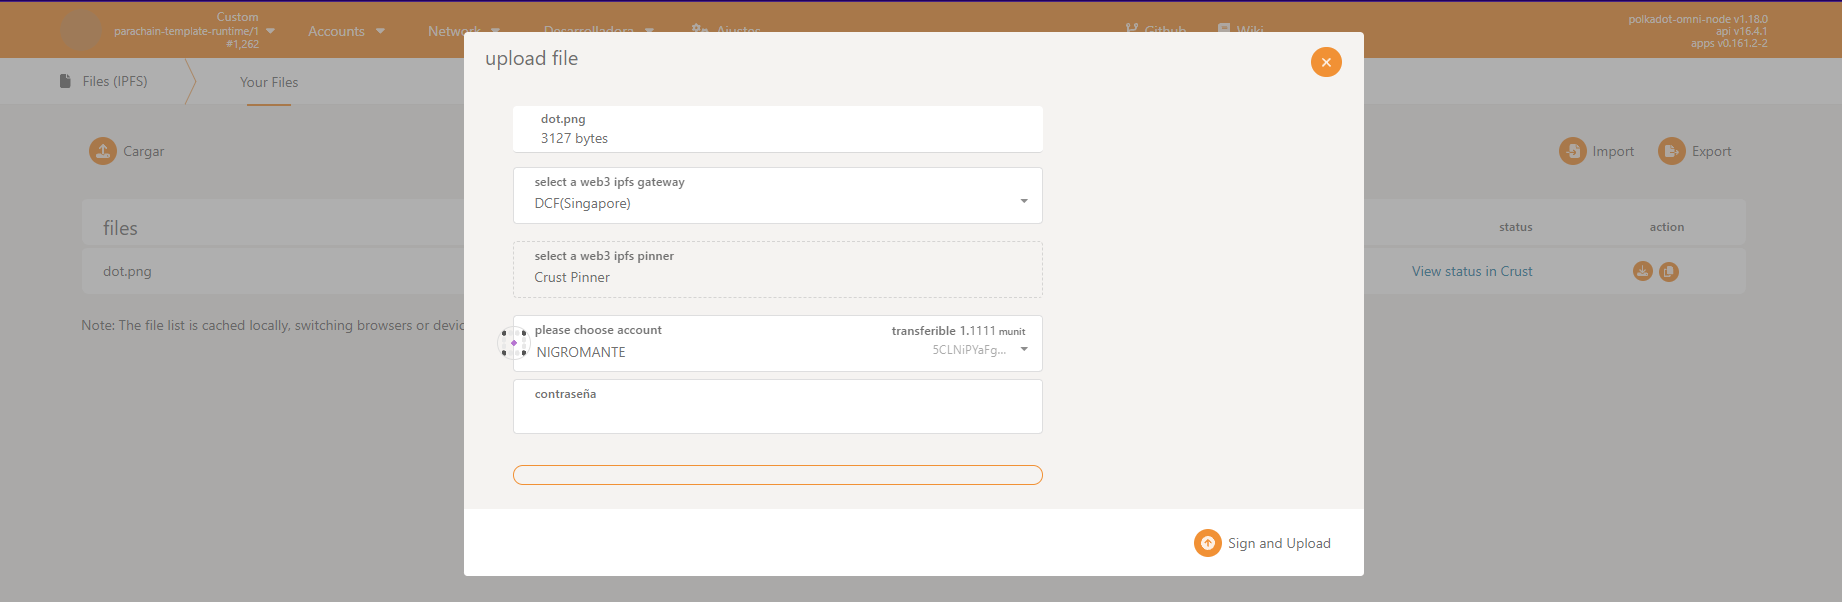 Custom
parachain-template-runtime/1
#1,262
Accounts
Network
Desarrolladora
Ajustes
Github
Wiki
polkadot-omni-node v1.18.0
api v16.4.1
apps v0.161.2-2
Files (IPFS)
Your Files
Cargar
Import
Export
files
status
action
dot.png
View status in Crust
Note: The file list is cached locally, switching browsers or
upload file
dot.png
3127 bytes
select a web3 ipfs gateway
DCF(Singapore)
select a web3 ipfs pinner
Crust Pinner
please choose account
transferible 1.1111 munit
NIGROMANTE
5CLNiPYaFg...
contraseña
Sign and Upload